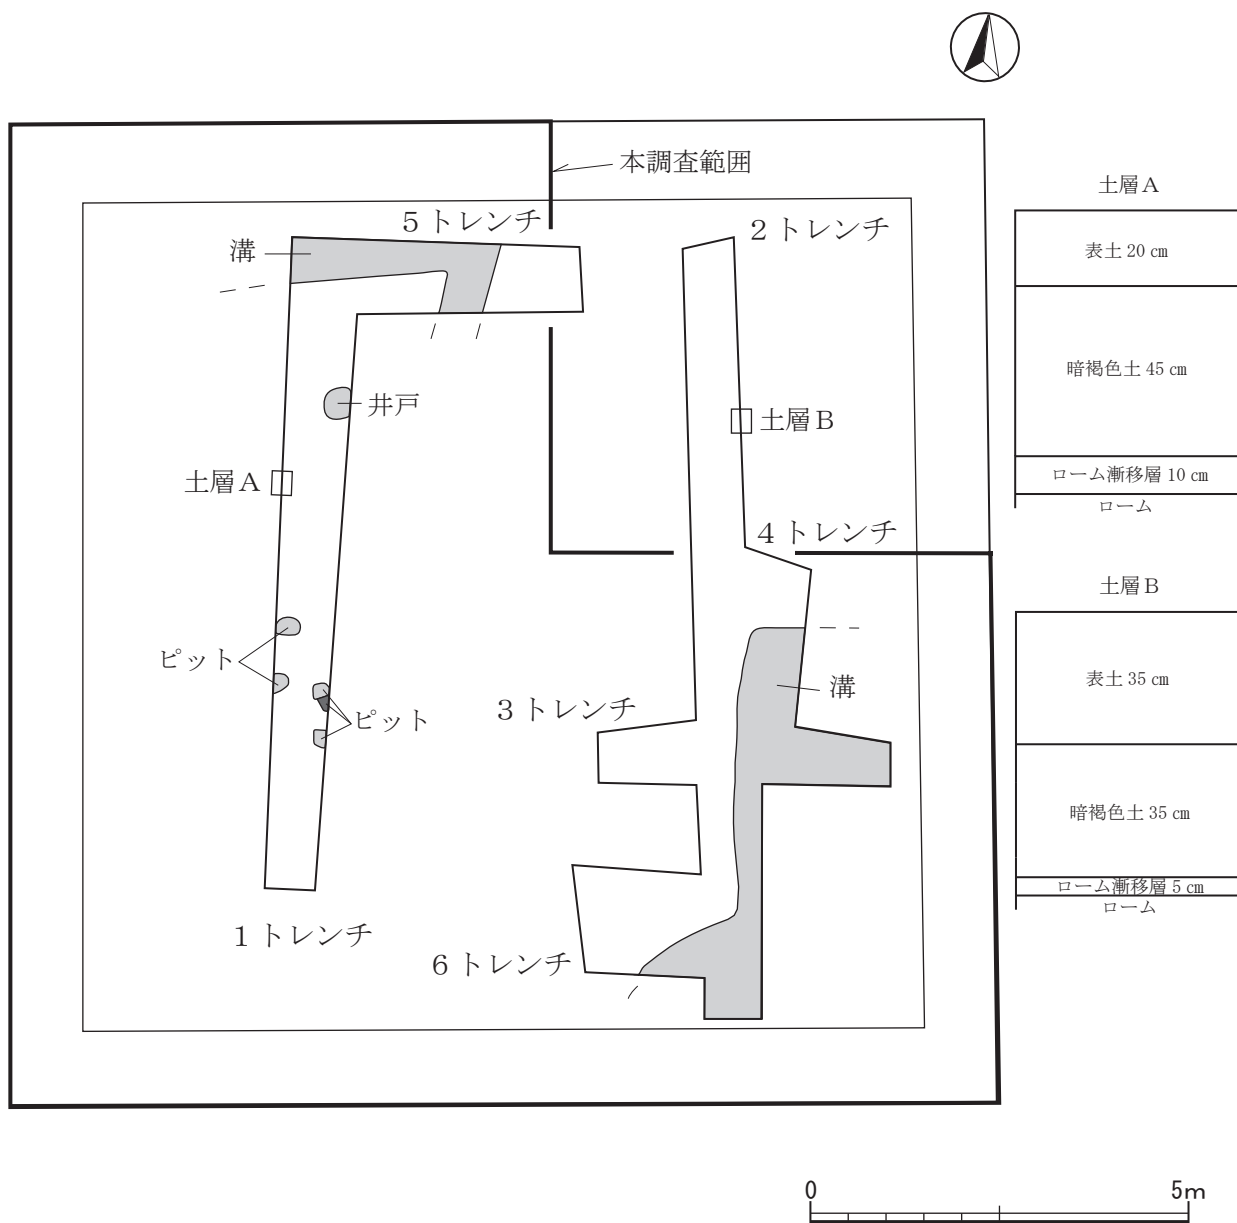 本調査範囲
土層Ａ
表土 20 ㎝
暗褐色土 45 ㎝
ローム漸移層 10 ㎝
ローム
5 トレンチ
2 トレンチ
溝
井戸
土層Ａ
土層Ｂ
4 トレンチ
土層Ｂ
表土 35 ㎝
暗褐色土 35 ㎝
ローム漸移層 5 ㎝
ローム
ピット
ピット
3 トレンチ
溝
1 トレンチ
6 トレンチ
0 5m